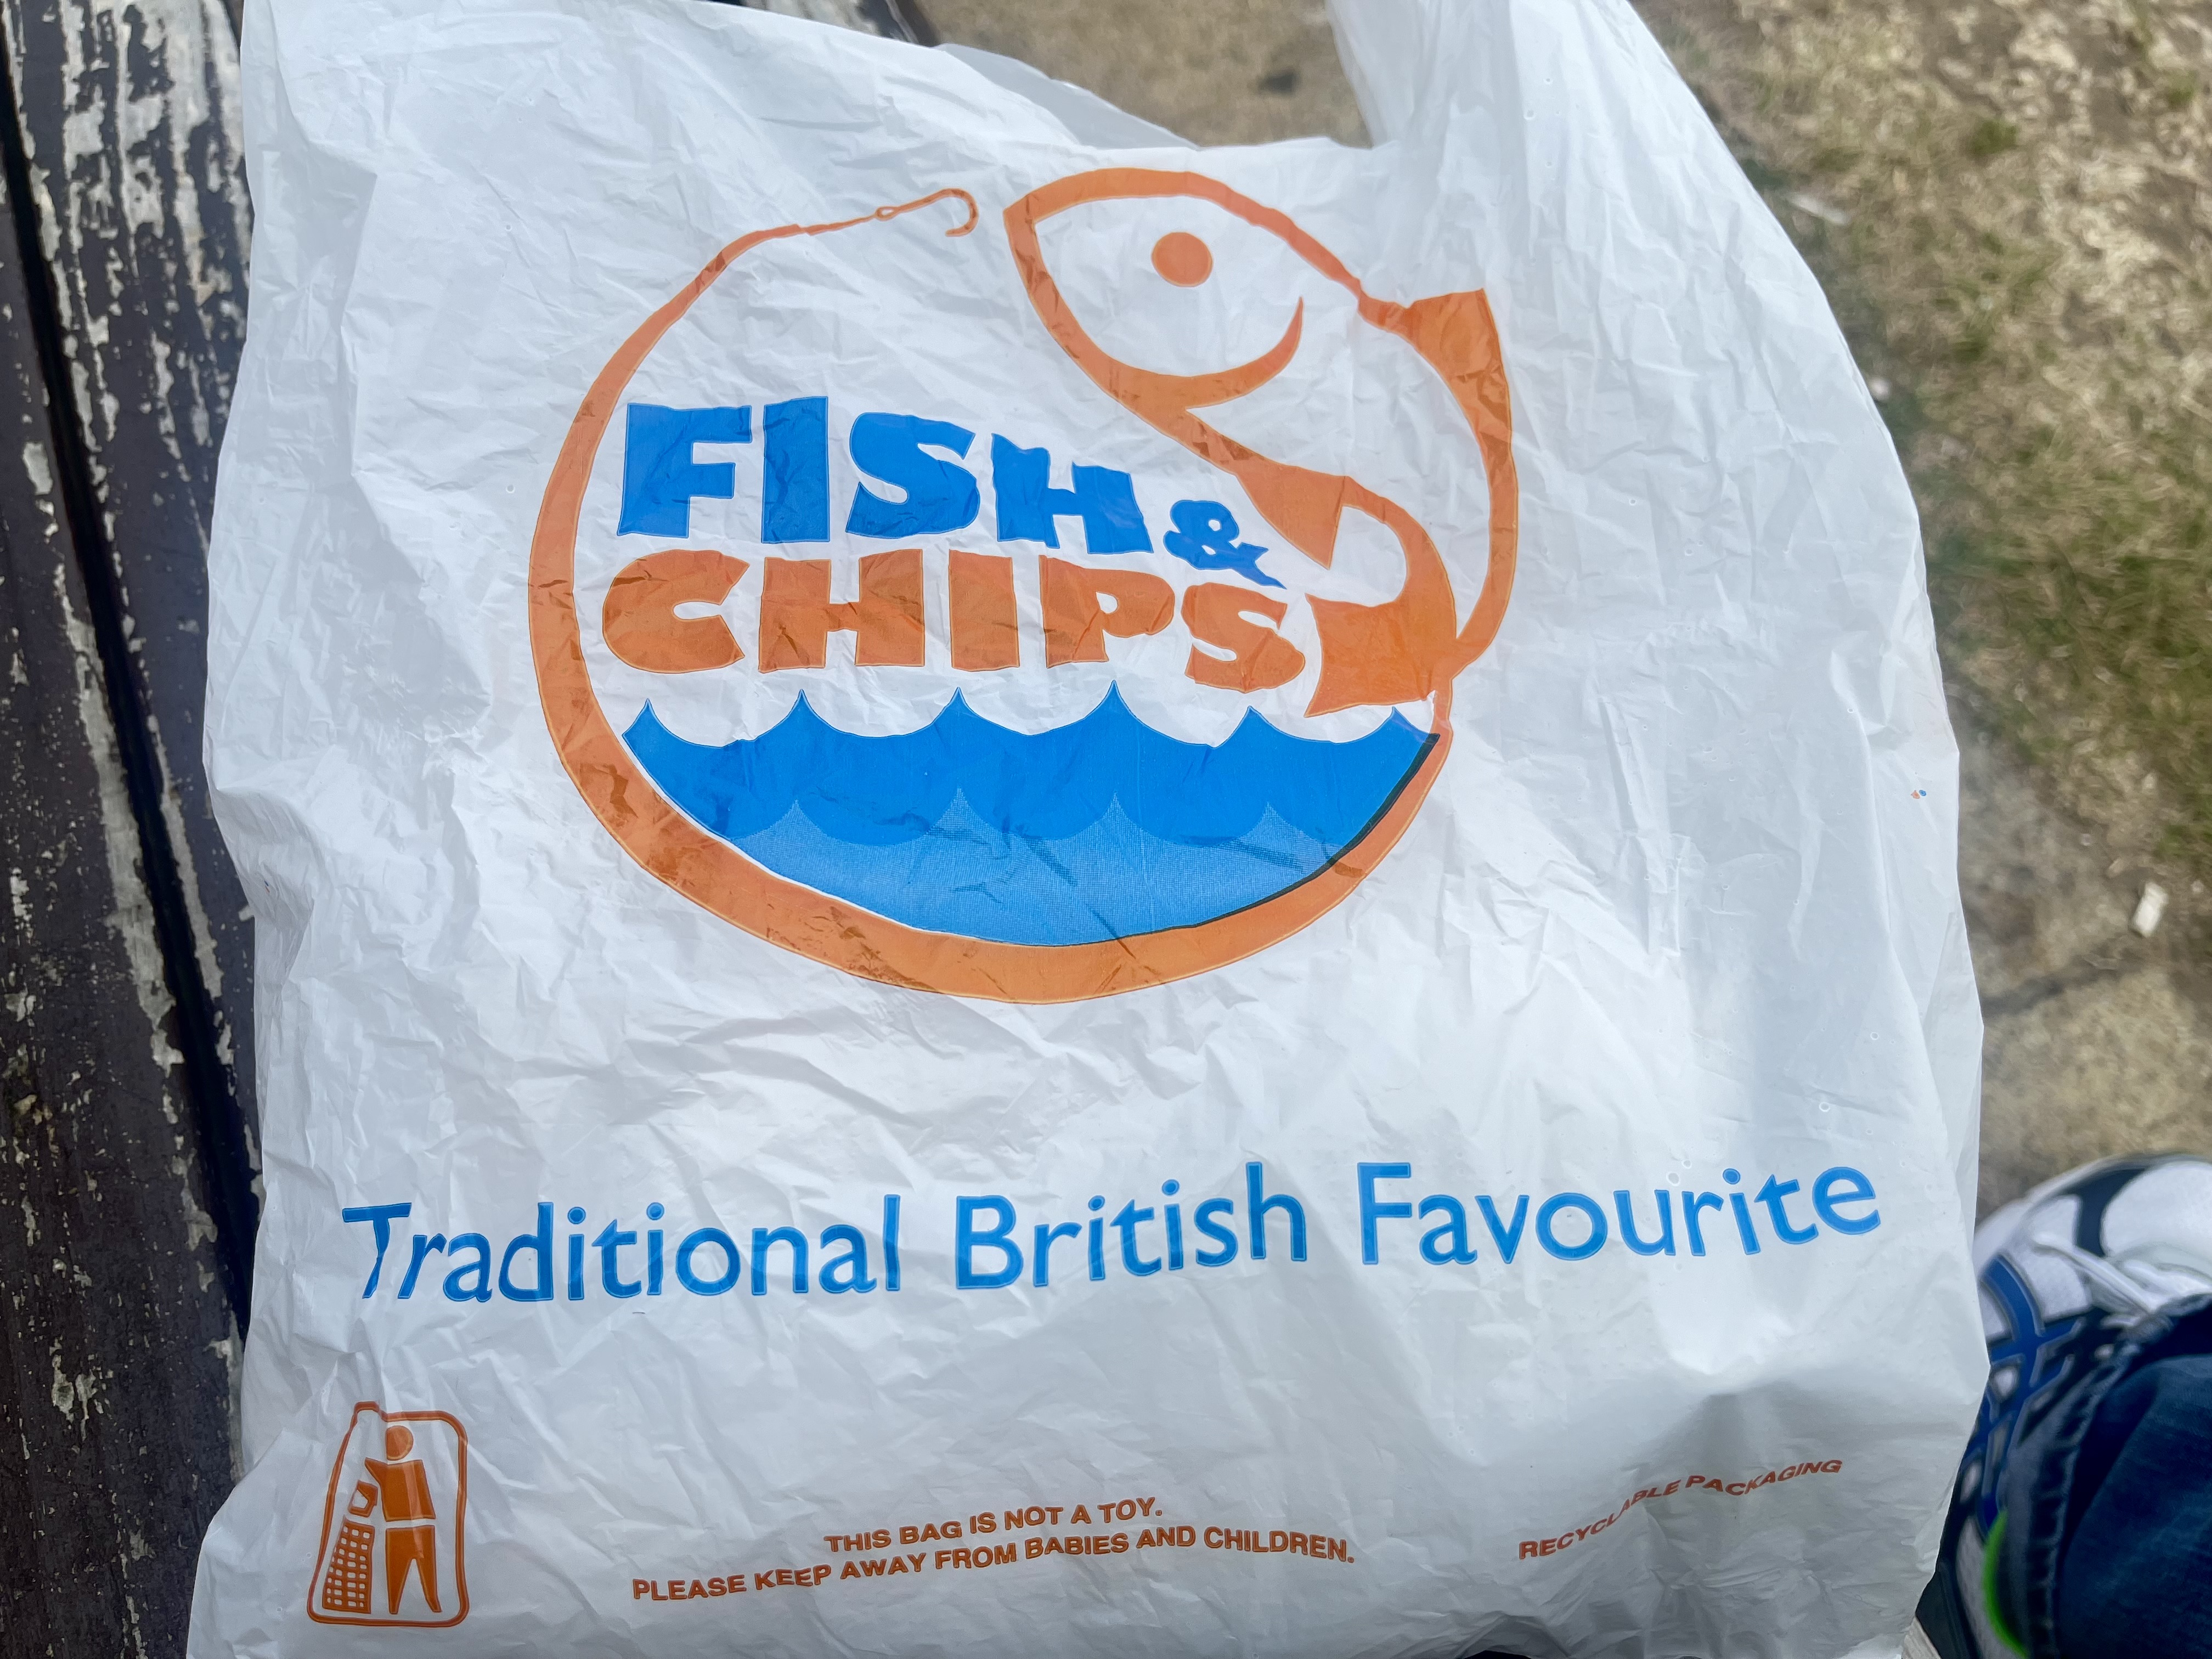 FISH &
CHIPS
Traditional British Favourite
THIS BAG IS NOT A TOY.
PLEASE KEEP AWAY FROM BABIES AND CHILDREN.
RECYCLABLE PACKAGING